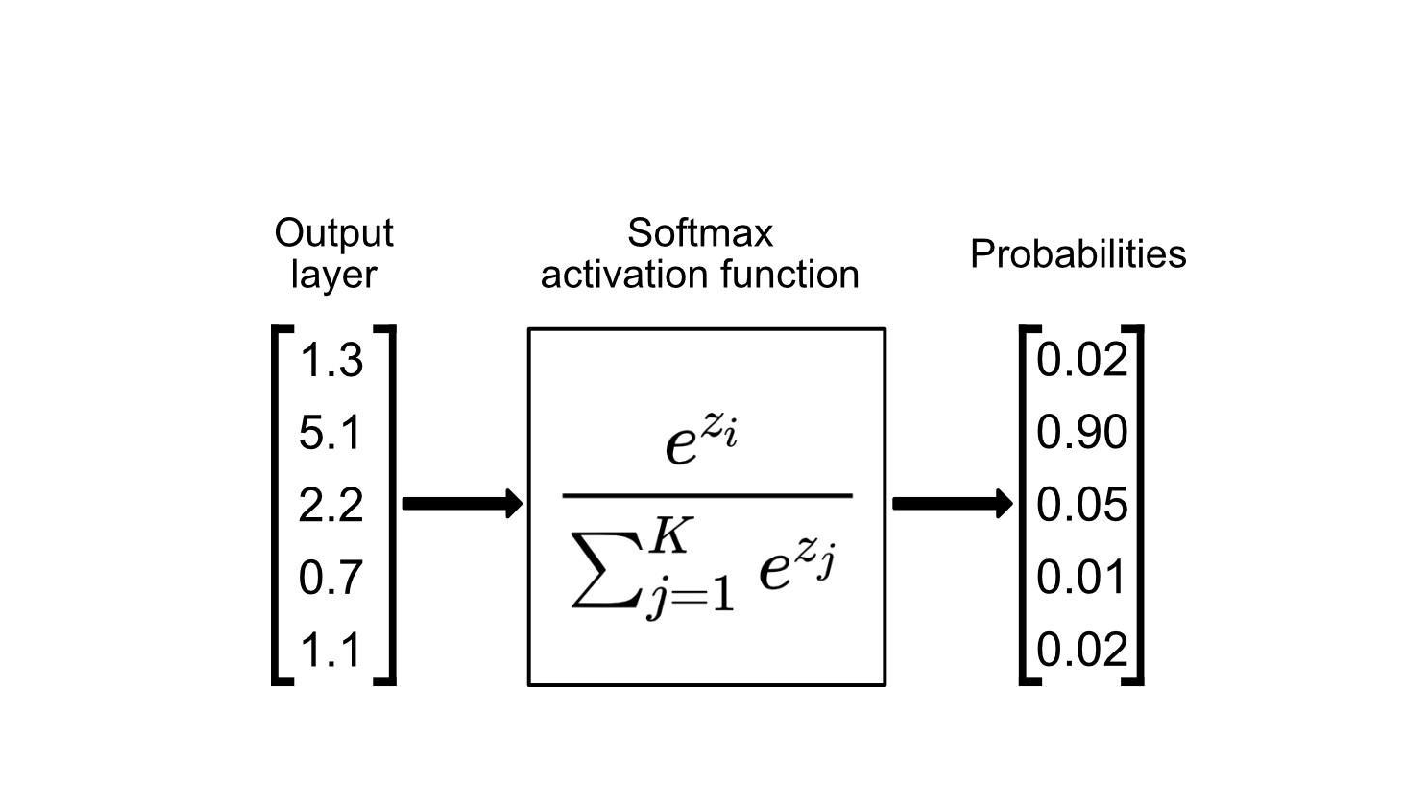 Output
layer
Softmax
activation function
Probabilities
1.3
5.1
2.2
0.7
1.1
e^{z_i}
\sum_{j=1}^{K} e^{z_j}
0.02
0.90
0.05
0.01
0.02